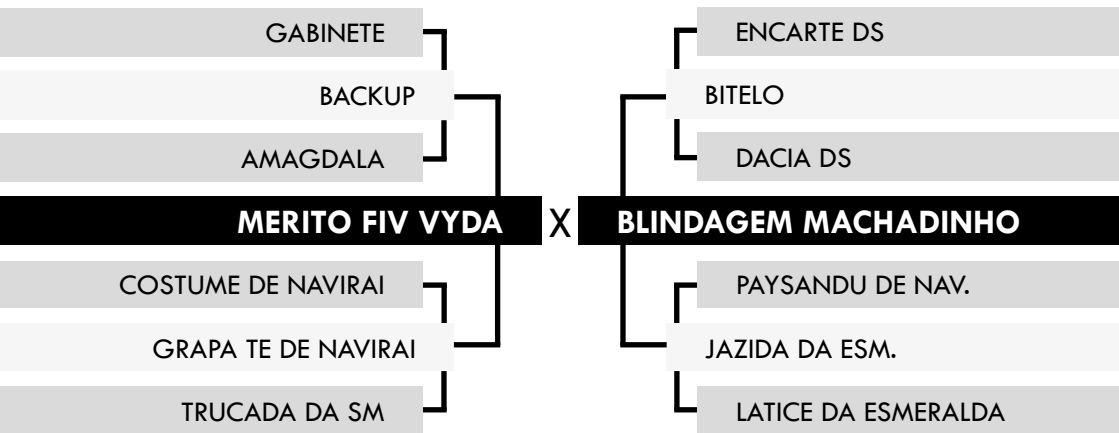 GABINETE
ENCARTE DS
BACKUP
BITELO
AMAGDALA
DACIA DS
MERITO FIV VYDA X BLINDAGEM MACHADINHO
COSTUME DE NAVIRAI
PAYSANDU DE NAV.
GRAPA TE DE NAVIRAI
JAZIDA DA ESM.
TRUCADA DA SM
LATICE DA ESMERALDA